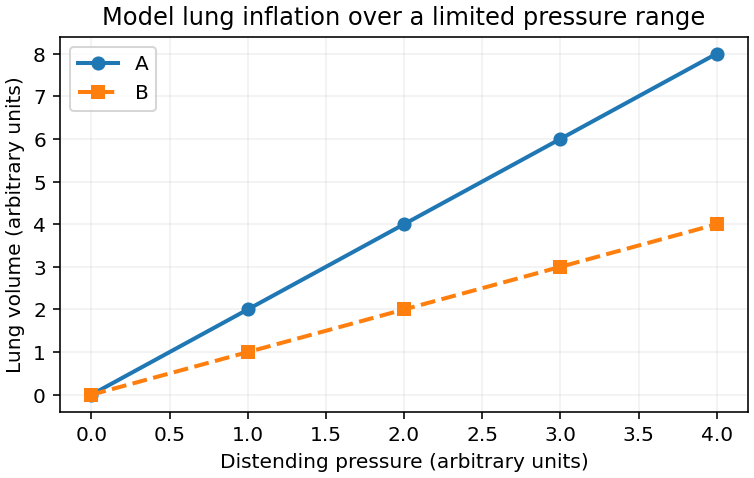 Model lung inflation over a limited pressure range
Lung volume (arbitrary units)
8
7
6
5
4
3
2
1
0
A
B
0.0 0.5 1.0 1.5 2.0 2.5 3.0 3.5 4.0
Distending pressure (arbitrary units)